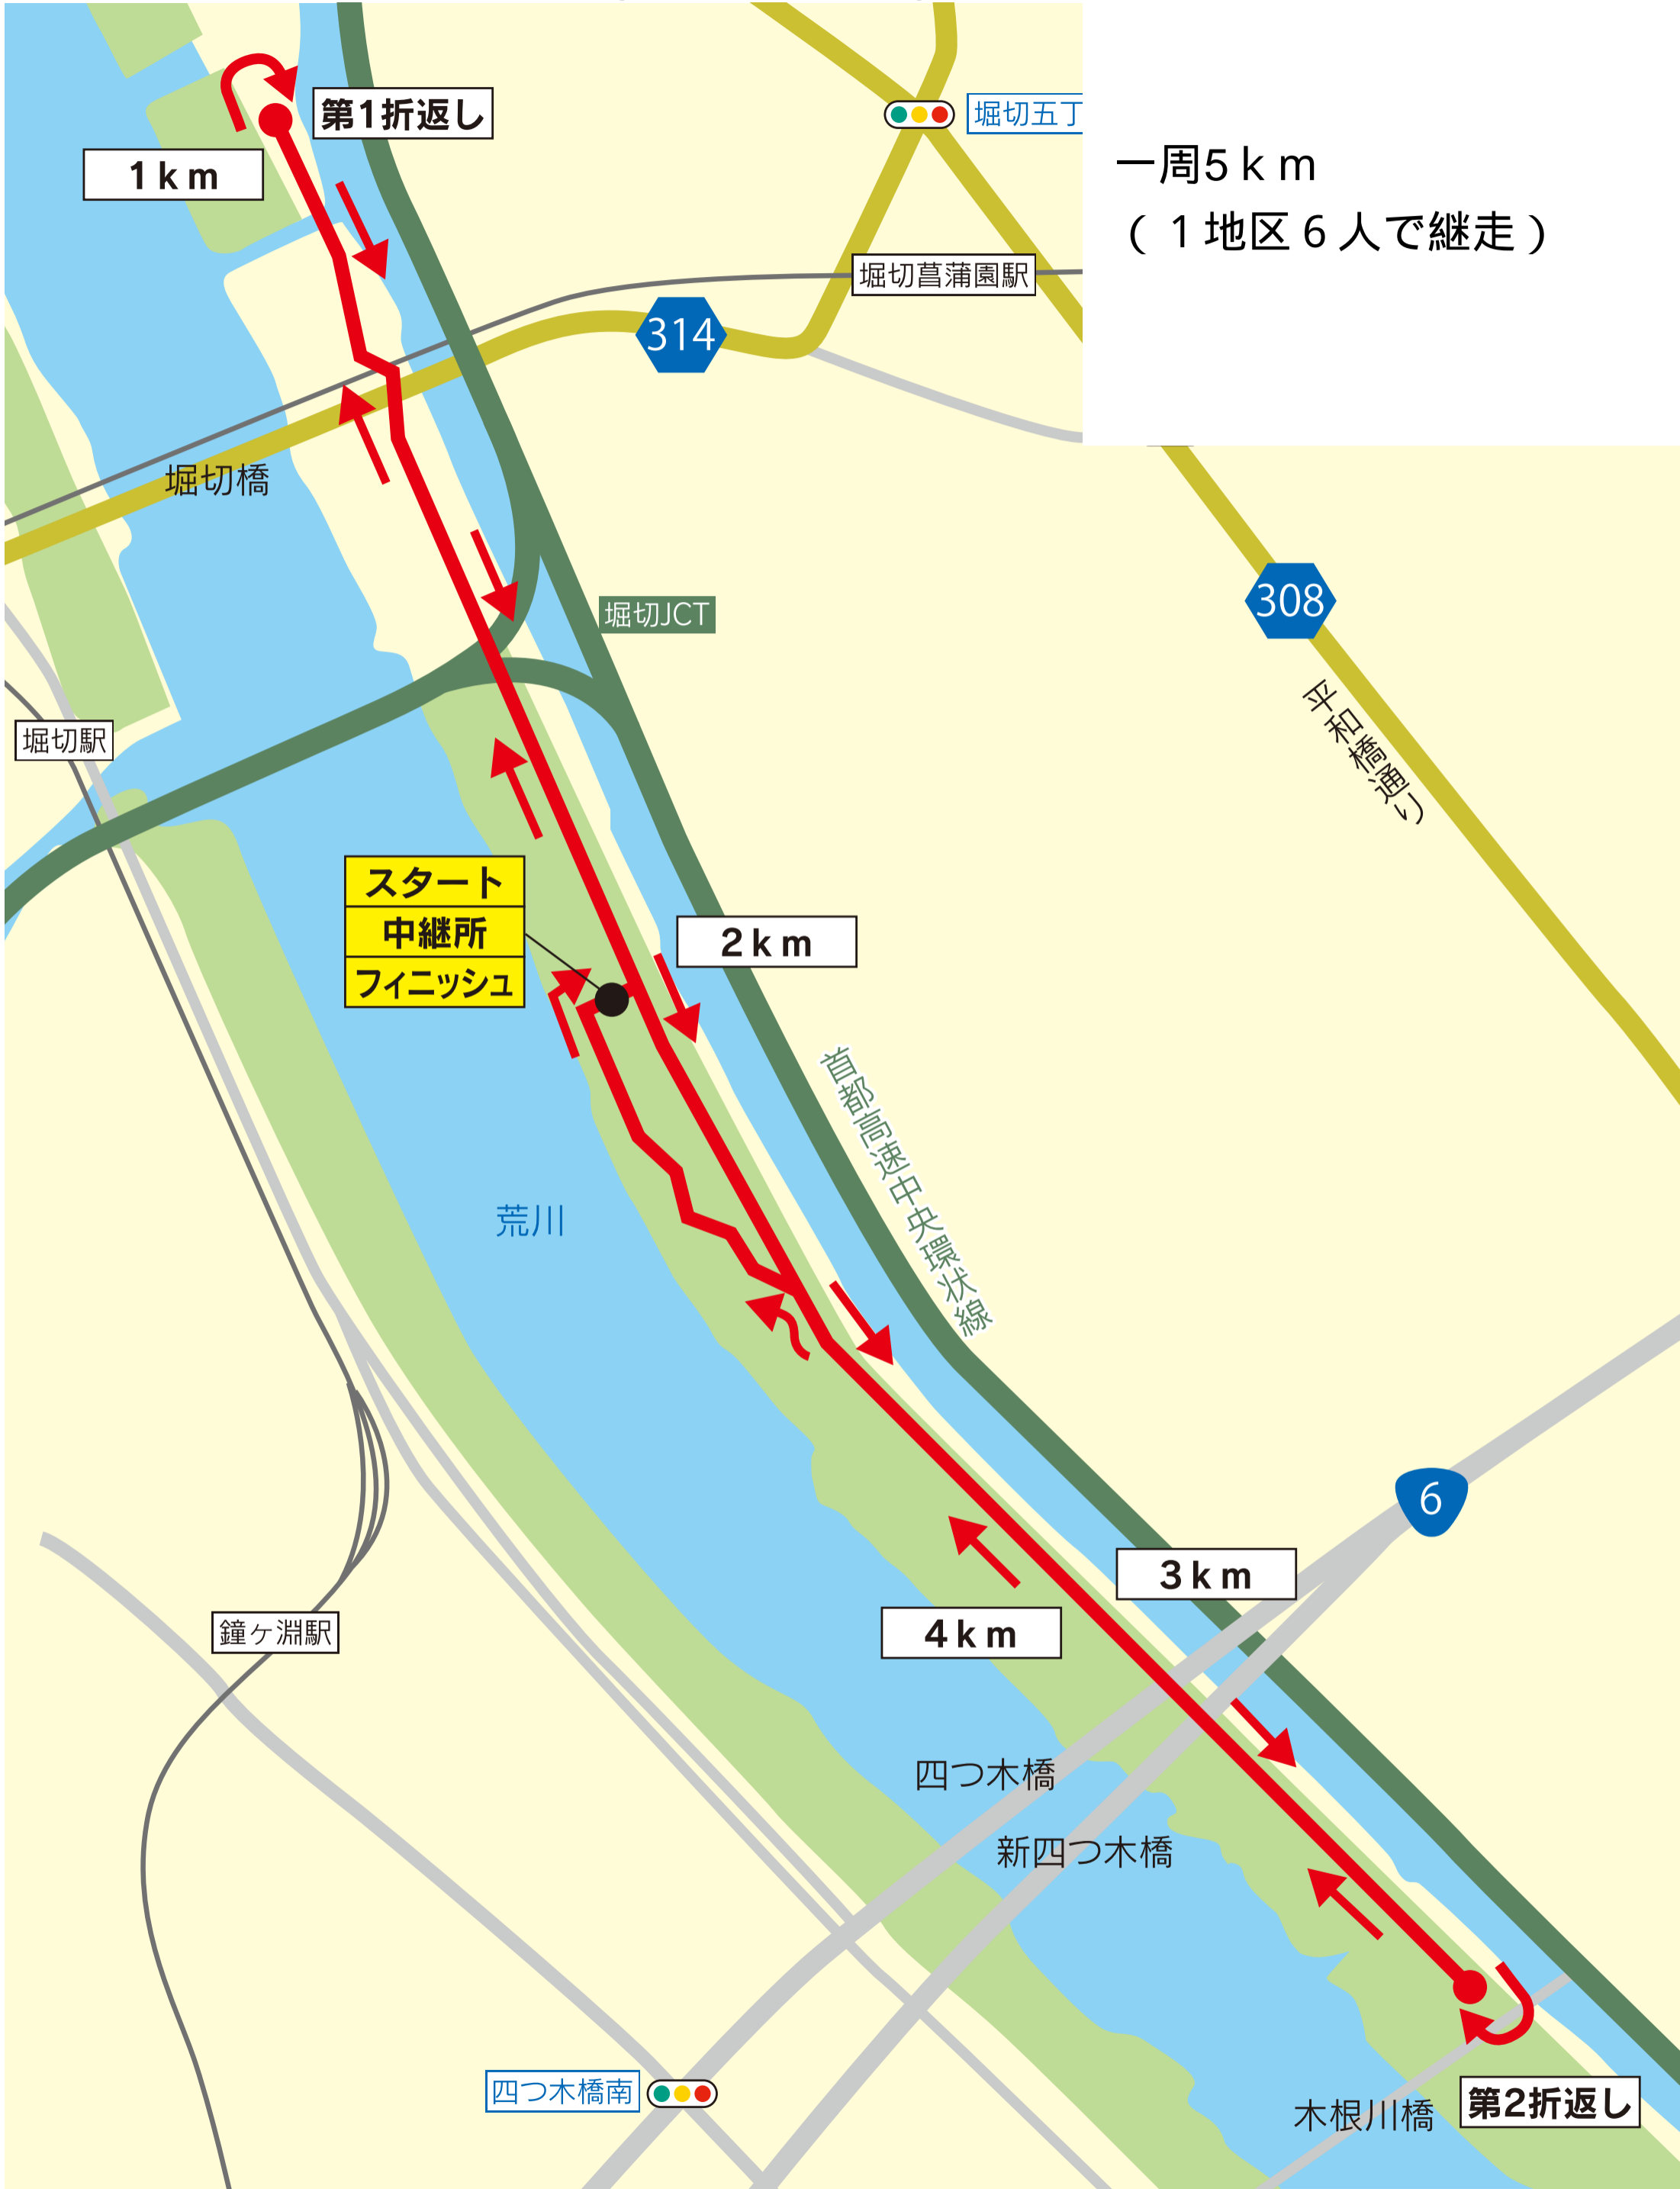 第1折返し
1km
堀切五丁
一周5km
(1地区6人で継走)
堀切菖蒲園駅
314
堀切橋
308
堀切JCT
平和橋通り
堀切駅
スタート
中継所
フィニッシュ
2km
首都高速中央環状線
荒川
6
3km
4km
鐘ヶ淵駅
四つ木橋
新四つ木橋
四つ木橋南
木根川橋
第2折返し